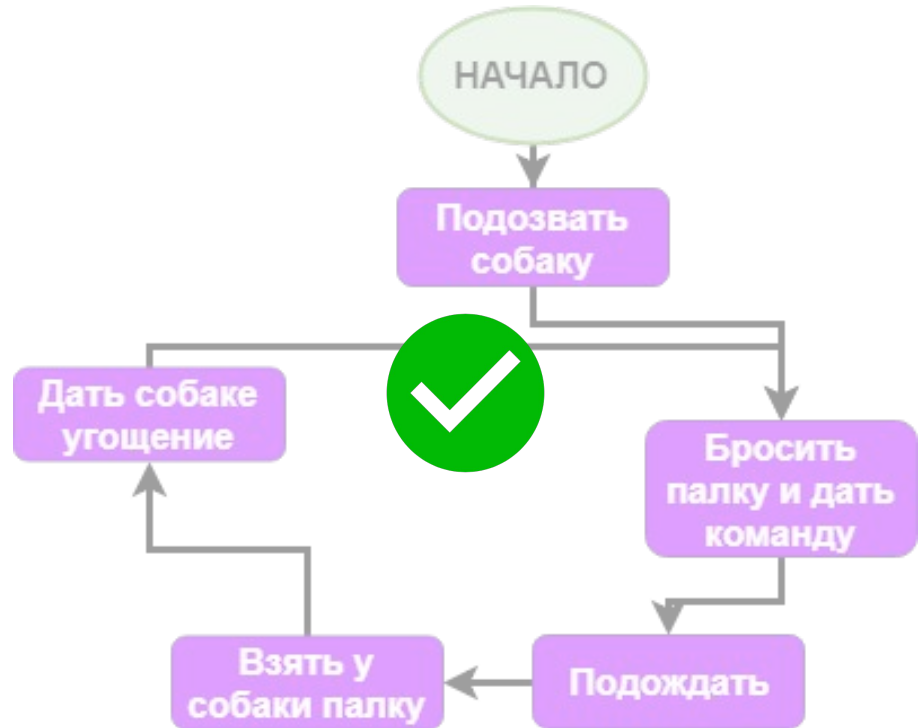 НАЧАЛО
Подозвать
собаку
Бросить
палку и дать
команду
Подождать
Взять у
собаки палку
Дать собаке
угощение